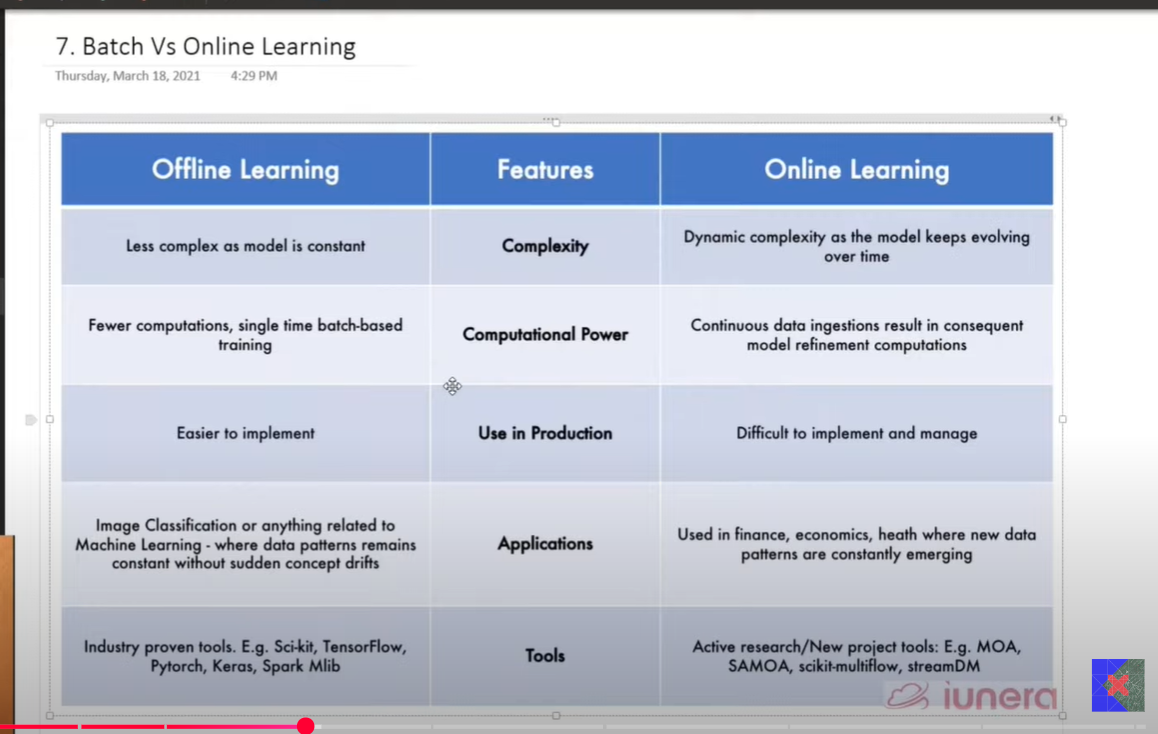 7. Batch Vs Online Learning
Thursday, March 18, 2021 4:29 PM
Offline Learning
Features
Online Learning
Less complex as model is constant
Complexity
Dynamic complexity as the model keeps evolving
over time
Fewer computations, single time batch-based
training
Computational Power
Continuous data ingestions result in consequent
model refinement computations
Easier to implement
Use in Production
Difficult to implement and manage
Image Classification or anything related to
Machine Learning - where data patterns remains
constant without sudden concept drifts
Applications
Used in finance, economics, heath where new data
patterns are constantly emerging
Industry proven tools. E.g. Sci-kit, TensorFlow,
Pytorch, Keras, Spark Mlib
Tools
Active research/New project tools: E.g. MOA,
SAMOA, scikit-multiflow, streamDM
iunera